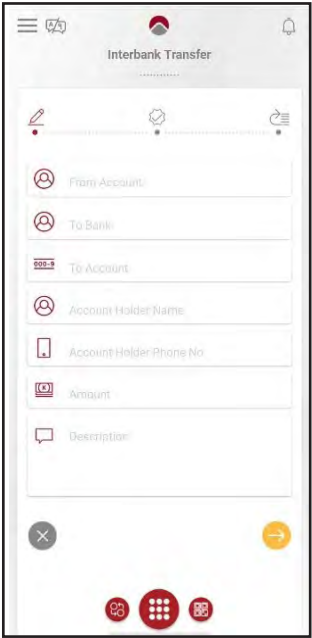 Interbank Transfer
From Account
To Bank
000-9
To Account
Account Holder Name
Account Holder Phone No
Amount
Description